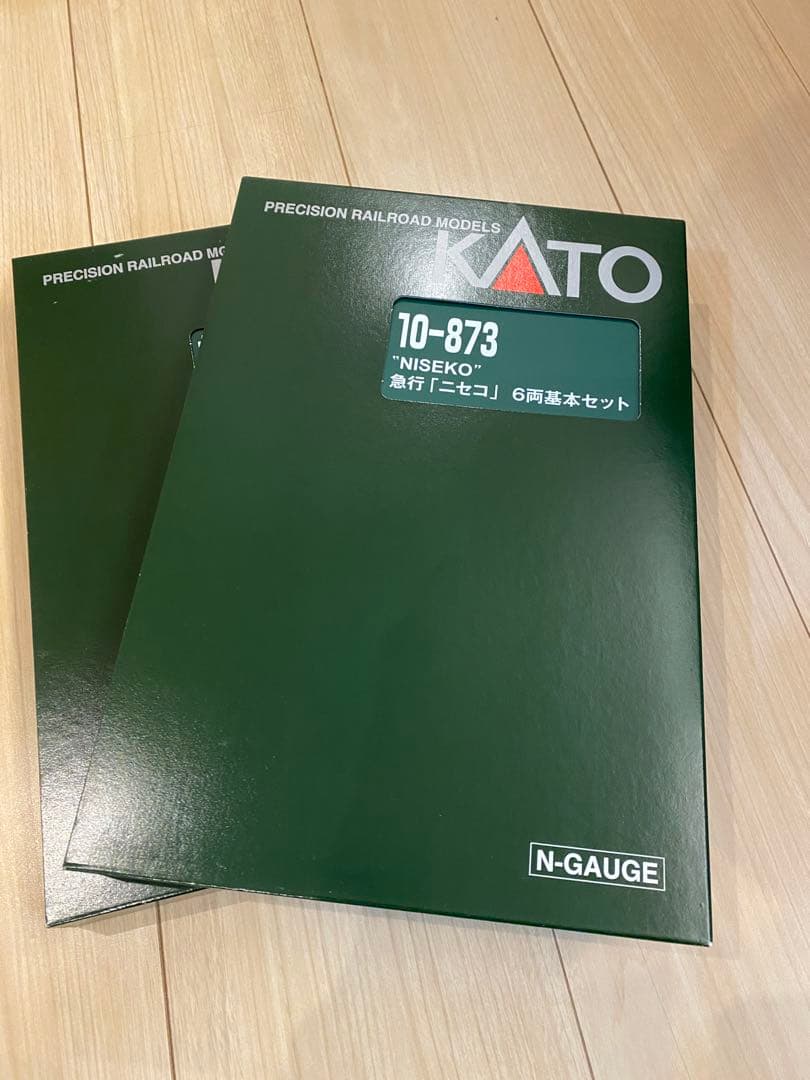 PRECISION RAILROAD MODELS
KATO
10-873
"NISEKO"
急行「ニセコ」 6両基本セット
N-GAUGE
PRECISION RAILROAD MO